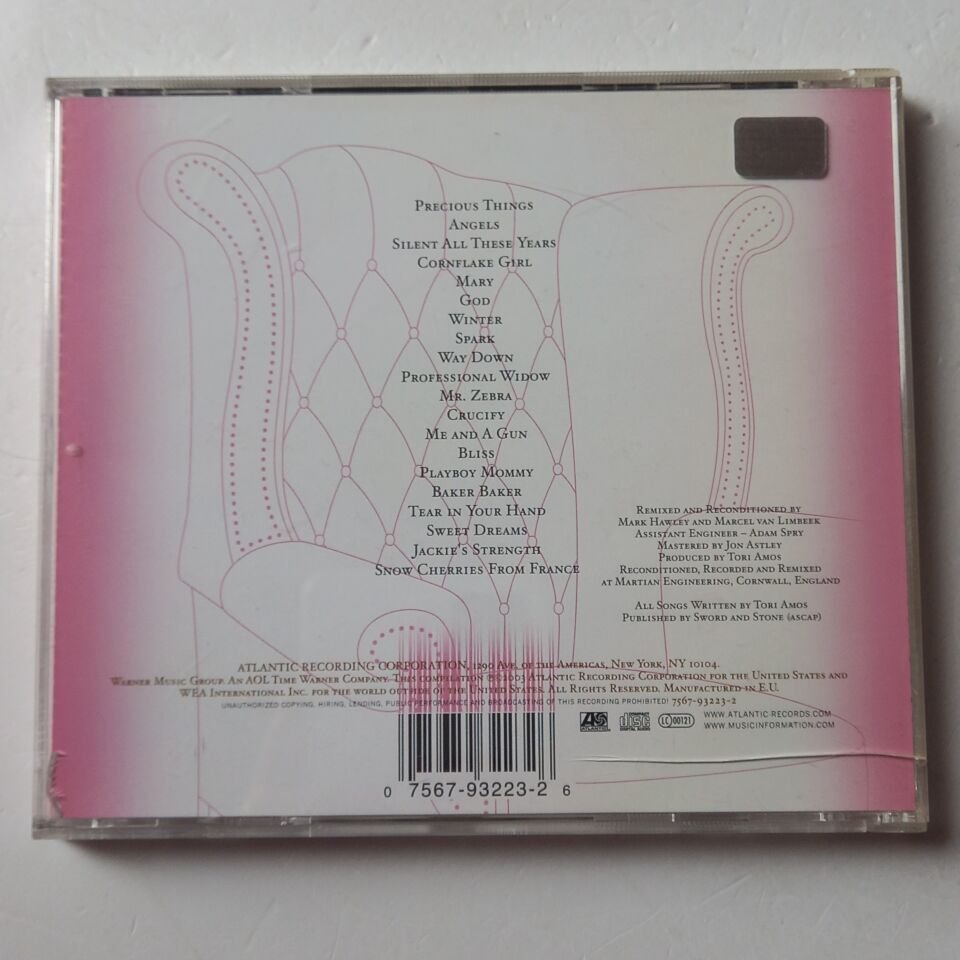 PRECIOUS THINGS
ANGELS
SILENT ALL THESE YEARS
CORNFLAKE GIRL
MARY
GOD
WINTER
SPARK
WAY DOWN
PROFESSIONAL WIDOW
MR. ZEBRA
CRUCIFY
ME AND A GUN
BLISS
PLAYBOY MOMMY
BAKER BAKER
TEAR IN YOUR HAND
SWEET DREAMS
JACKIE'S STRENGTH
SNOW CHERRIES FROM FRANCE
REMIXED AND RECONDITIONED BY
MARK HAWLEY AND MARCEL VAN LIMBEEK
ASSISTANT ENGINEER – ADAM SPRY
MASTERED BY JON ASTLEY
PRODUCED BY TORI AMOS
RECONDITIONED, RECORDED AND REMIXED
AT MARTIAN ENGINEERING, CORNWALL, ENGLAND
ALL SONGS WRITTEN BY TORI AMOS
PUBLISHED BY SWORD AND STONE (ASCAP)
ATLANTIC RECORDING CORPORATION, 1290 AVE. OF THE AMERICAS, NEW YORK, NY 10104.
WARNER MUSIC GROUP. AN AOL TIME WARNER COMPANY. THIS COMPILATION ℗©2003 ATLANTIC RECORDING CORPORATION FOR THE UNITED STATES AND
WEA INTERNATIONAL INC. FOR THE WORLD OUTSIDE OF THE UNITED STATES. ALL RIGHTS RESERVED. MANUFACTURED IN E.U.
UNAUTHORIZED COPYING, HIRING, LENDING, PUBLIC PERFORMANCE AND BROADCASTING OF THIS RECORDING PROHIBITED! 7567-93223-2
ATLANTIC
disc
DIGITAL AUDIO
LC 00121
WWW.ATLANTIC-RECORDS.COM
WWW.MUSICINFORMATION.COM
0 7567-93223-2 6